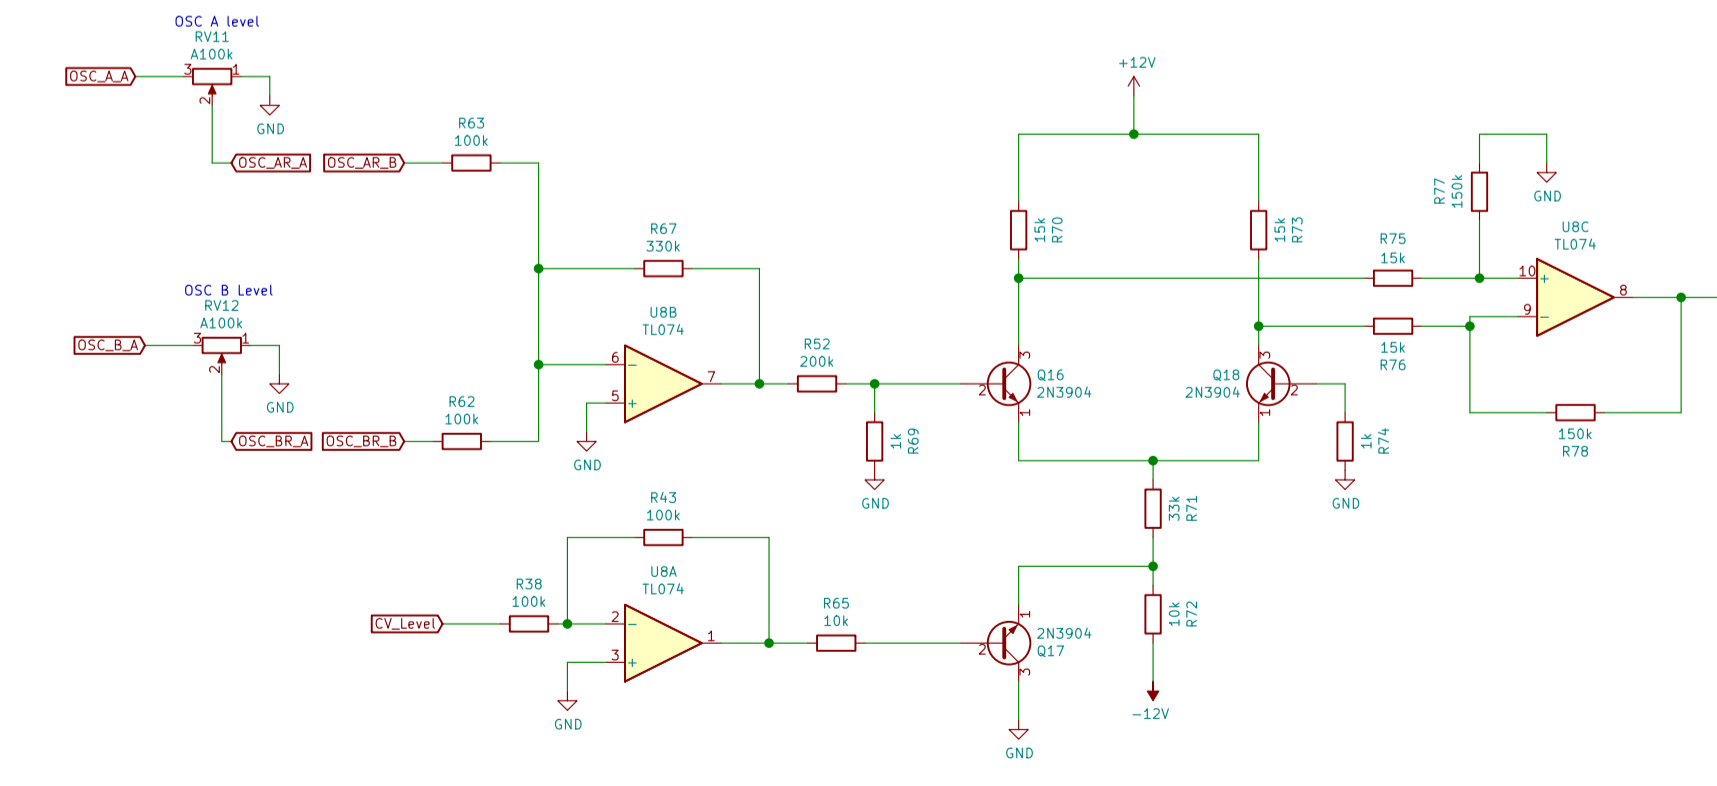 OSC A level
RV11
A100k
OSC_A_A
3
1
2
GND
OSC_AR_A
OSC_AR_B
R63
100k
OSC B Level
RV12
A100k
OSC_B_A
3
1
2
GND
OSC_BR_A
OSC_BR_B
R62
100k
R67
330k
U8B
TL074
6
5
7
−
+
GND
R52
200k
1k
R69
GND
+12V
15k
R70
15k
R73
3
Q16
2N3904
2
1
3
Q18
2N3904
2
1
1k
R74
GND
33k
R71
10k
R72
-12V
CV_Level
R38
100k
R43
100k
U8A
TL074
2
3
1
−
+
GND
R65
10k
1
2N3904
Q17
2
3
GND
R75
15k
15k
R76
R77
150k
GND
U8C
TL074
10
9
8
+
−
150k
R78